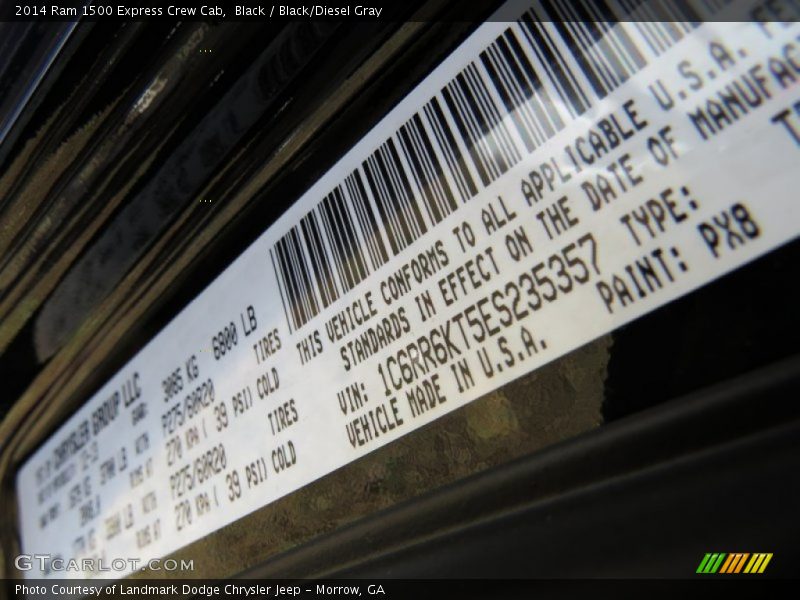 2014 Ram 1500 Express Crew Cab, Black / Black/Diesel Gray
CHRYSLER GROUP LLC
3085 KG 6800 LB
TIRES
P275/60R20
270 KPA ( 39 PSI) COLD
TIRES
P275/60R20
270 KPA ( 39 PSI) COLD
THIS VEHICLE CONFORMS TO ALL APPLICABLE U.S.A.
STANDARDS IN EFFECT ON THE DATE OF MANUFAC
VIN: 1C6RR6KT5ES235357 TYPE:
VEHICLE MADE IN U.S.A. PAINT: PX8
GTCARLOT.COM
Photo Courtesy of Landmark Dodge Chrysler Jeep - Morrow, GA